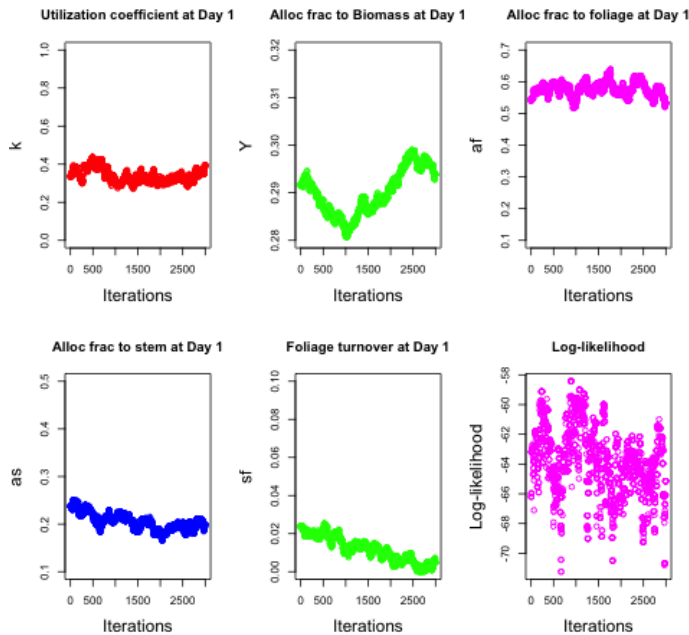 Utilization coefficient at Day 1
k
0.0 0.2 0.4 0.6 0.8 1.0
0 500 1500 2500
Iterations
Alloc frac to Biomass at Day 1
Y
0.28 0.29 0.30 0.31 0.32
0 500 1500 2500
Iterations
Alloc frac to foliage at Day 1
af
0.1 0.2 0.3 0.4 0.5 0.6 0.7
0 500 1500 2500
Iterations
Alloc frac to stem at Day 1
as
0.1 0.2 0.3 0.4 0.5
0 500 1500 2500
Iterations
Foliage turnover at Day 1
sf
0.00 0.02 0.04 0.06 0.08 0.10
0 500 1500 2500
Iterations
Log-likelihood
Log-likelihood
-70 -68 -66 -64 -62 -60 -58
0 500 1500 2500
Iterations